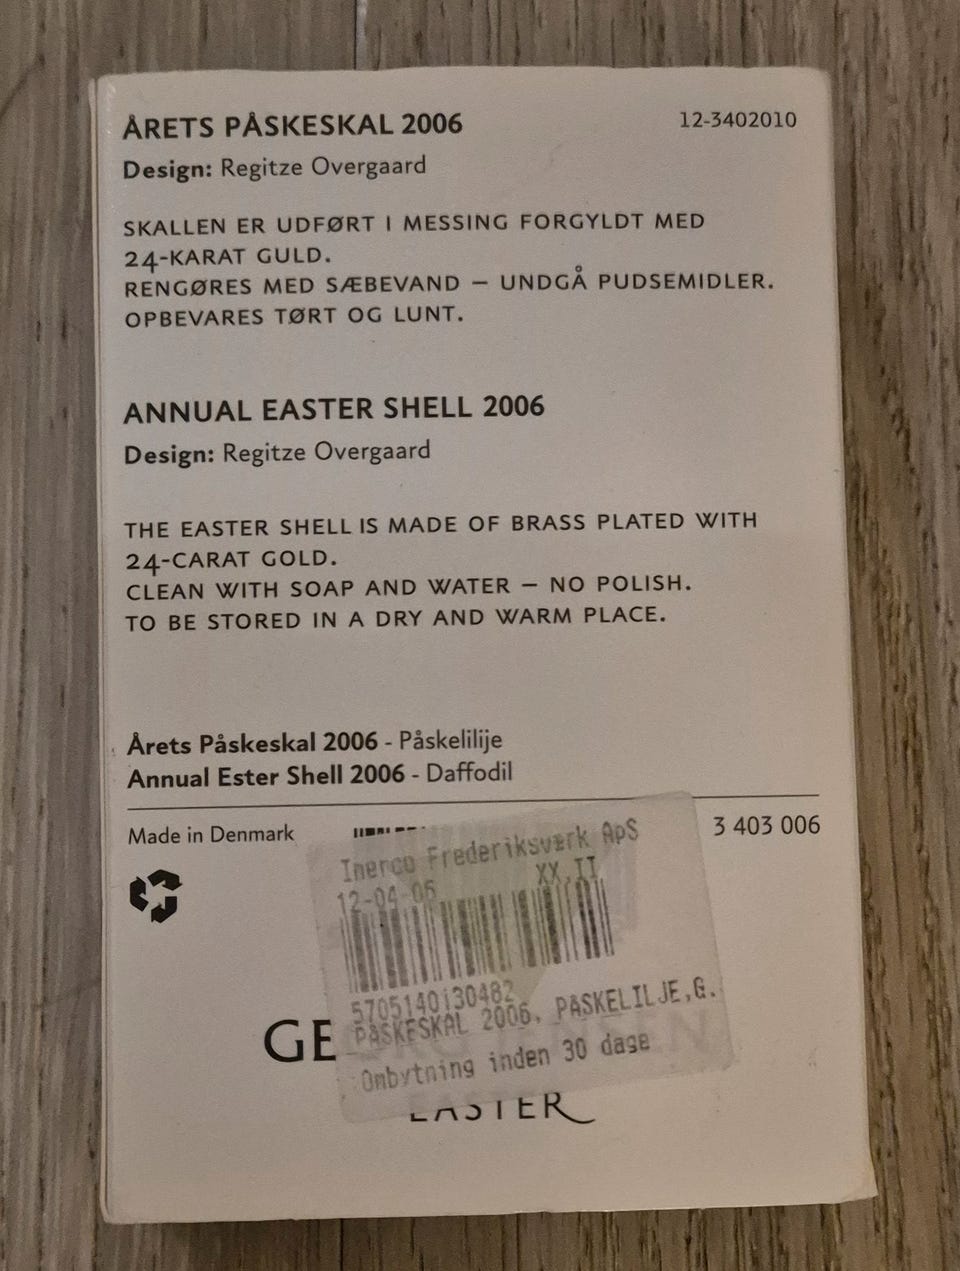 ÅRETS PÅSKESKAL 2006
12-3402010
Design: Regitze Overgaard
SKALLEN ER UDFØRT I MESSING FORGYLDT MED
24-KARAT GULD.
RENGØRES MED SÆBEVAND – UNDGÅ PUDSEMIDLER.
OPBEVARES TØRT OG LUNT.
ANNUAL EASTER SHELL 2006
Design: Regitze Overgaard
THE EASTER SHELL IS MADE OF BRASS PLATED WITH
24-CARAT GOLD.
CLEAN WITH SOAP AND WATER – NO POLISH.
TO BE STORED IN A DRY AND WARM PLACE.
Årets Påskeskal 2006 - Påskelilije
Annual Ester Shell 2006 - Daffodil
Made in Denmark
3 403 006
Imerco Frederiksværk ApS
12-04-06
XX.II
5705140130482
PÅSKESKAL 2006, PÅSKELILJE,G.
Ombytning inden 30 dage
GE
EASTER